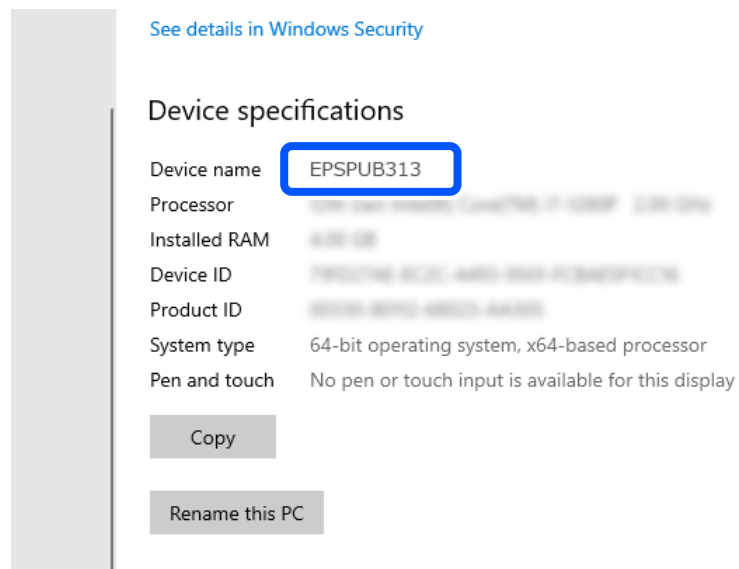 See details in Windows Security
Device specifications
Device name EPSPUB313
Processor
Installed RAM
Device ID
Product ID
System type 64-bit operating system, x64-based processor
Pen and touch No pen or touch input is available for this display
Copy
Rename this PC